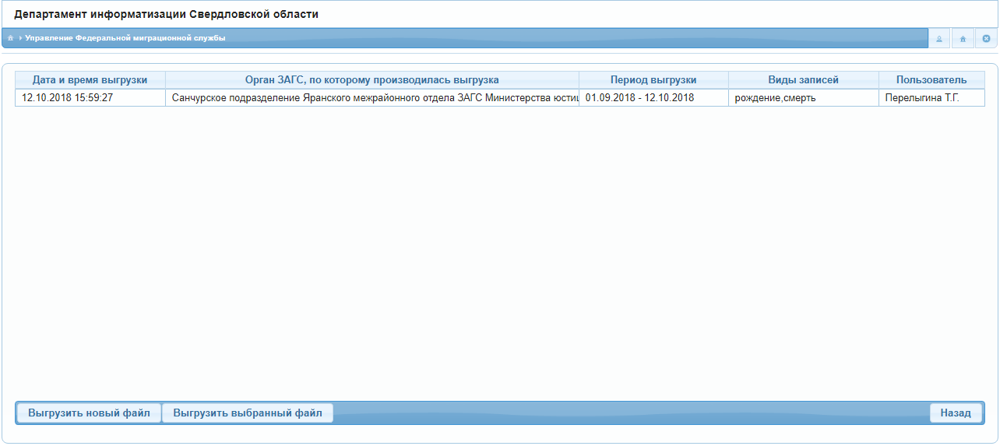 Департамент информатизации Свердловской области
Управление Федеральной миграционной службы
Дата и время выгрузки Орган ЗАГС, по которому производилась выгрузка Период выгрузки Виды записей Пользователь
12.10.2018 15:59:27 Санчурское подразделение Яранского межрайонного отдела ЗАГС Министерства 01.09.2018 - 12.10.2018 рождение,смерть Перелыгина Т.Г.
Выгрузить новый файл Выгрузить выбранный файл Назад